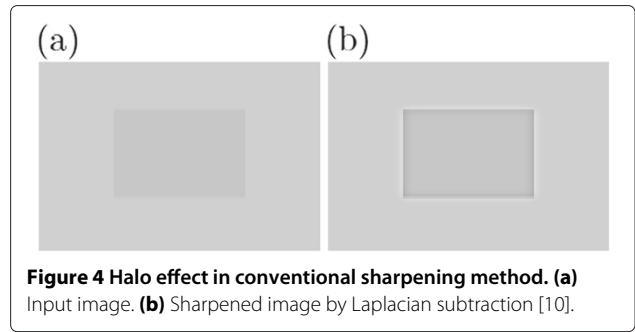 (a) (b)
Figure 4 Halo effect in conventional sharpening method. (a)
Input image. (b) Sharpened image by Laplacian subtraction [10].